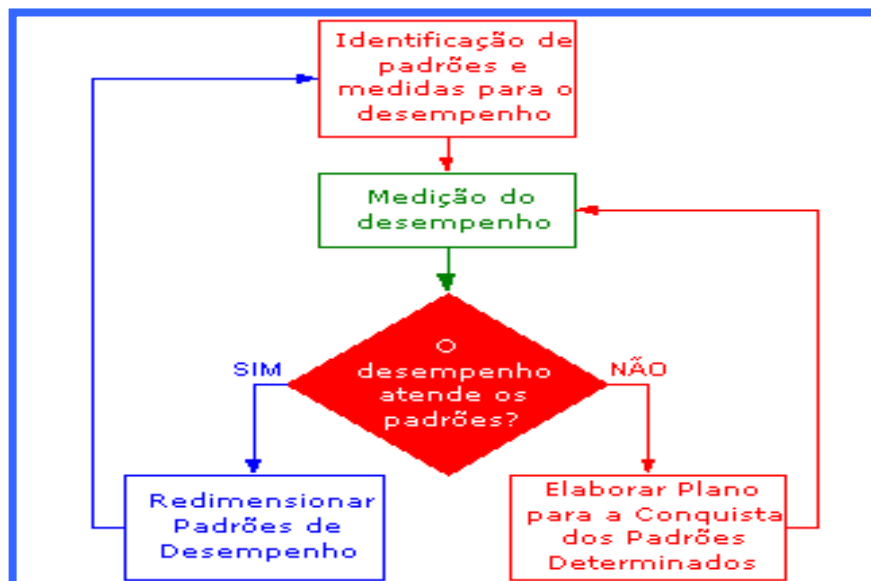 Identificação de
padrões e
medidas para o
desempenho
Medição do
desempenho
O
desempenho
atende os
padrões?
SIM
NÃO
Redimensionar
Padrões de
Desempenho
Elaborar Plano
para a Conquista
dos Padrões
Determinados